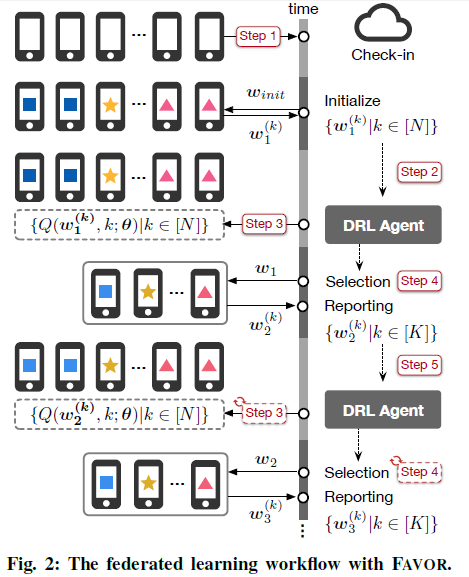 time
Step 1
Check-in
w_{init}
w_1^{(k)}
Initialize
{w_1^{(k)}|k ∈ [N]}
Step 2
{Q(w_1^{(k)}, k; θ)|k ∈ [N]}
Step 3
DRL Agent
w_1
Selection
Step 4
w_2^{(k)}
Reporting
{w_2^{(k)}|k ∈ [K]}
Step 5
{Q(w_2^{(k)}, k; θ)|k ∈ [N]}
Step 3
DRL Agent
w_2
Selection
Step 4
w_3^{(k)}
Reporting
{w_3^{(k)}|k ∈ [K]}
Fig. 2: The federated learning workflow with FAVOR.